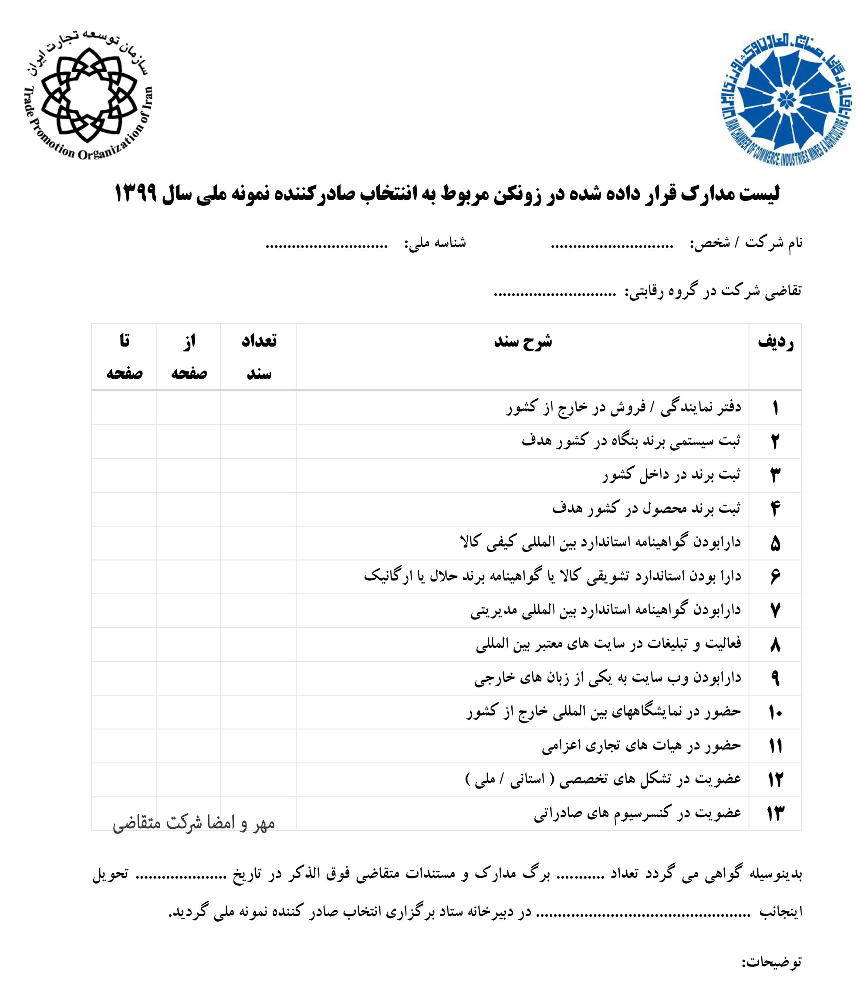 سازمان توسعه تجارت ایران
Trade Promotion Organization of Iran
اتاق بازرگانی، صنایع، معادن و کشاورزی ایران
IRAN CHAMBER OF COMMERCE, INDUSTRIES, MINES & AGRICULTURE
لیست مدارک قرار داده شده در زونکن مربوط به اننتخاب صادرکننده نمونه ملی سال ۱۳۹۹
نام شرکت / شخص: ............................ شناسه ملی: ............................
تقاضی شرکت در گروه رقابتی: ............................
ردیف شرح سند تعداد سند از صفحه تا صفحه
۱ دفتر نمایندگی / فروش در خارج از کشور
۲ ثبت سیستمی برند بنگاه در کشور هدف
۳ ثبت برند در داخل کشور
۴ ثبت برند محصول در کشور هدف
۵ دارابودن گواهینامه استاندارد بین المللی کیفی کالا
۶ دارا بودن استاندارد تشویقی کالا یا گواهینامه برند حلال یا ارگانیک
۷ دارابودن گواهینامه استاندارد بین المللی مدیریتی
۸ فعالیت و تبلیغات در سایت های معتبر بین المللی
۹ دارابودن وب سایت به یکی از زبان های خارجی
۱۰ حضور در نمایشگاههای بین المللی خارج از کشور
۱۱ حضور در هیات های تجاری اعزامی
۱۲ عضویت در تشکل های تخصصی ( استانی / ملی )
۱۳ عضویت در کنسرسیوم های صادراتی
مهر و امضا شرکت متقاضی
بدینوسیله گواهی می گردد تعداد ........... برگ مدارک و مستندات متقاضی فوق الذکر در تاریخ ..................... تحویل
اینجانب ................................................. در دبیرخانه ستاد برگزاری انتخاب صادر کننده نمونه ملی گردید.
توضیحات: